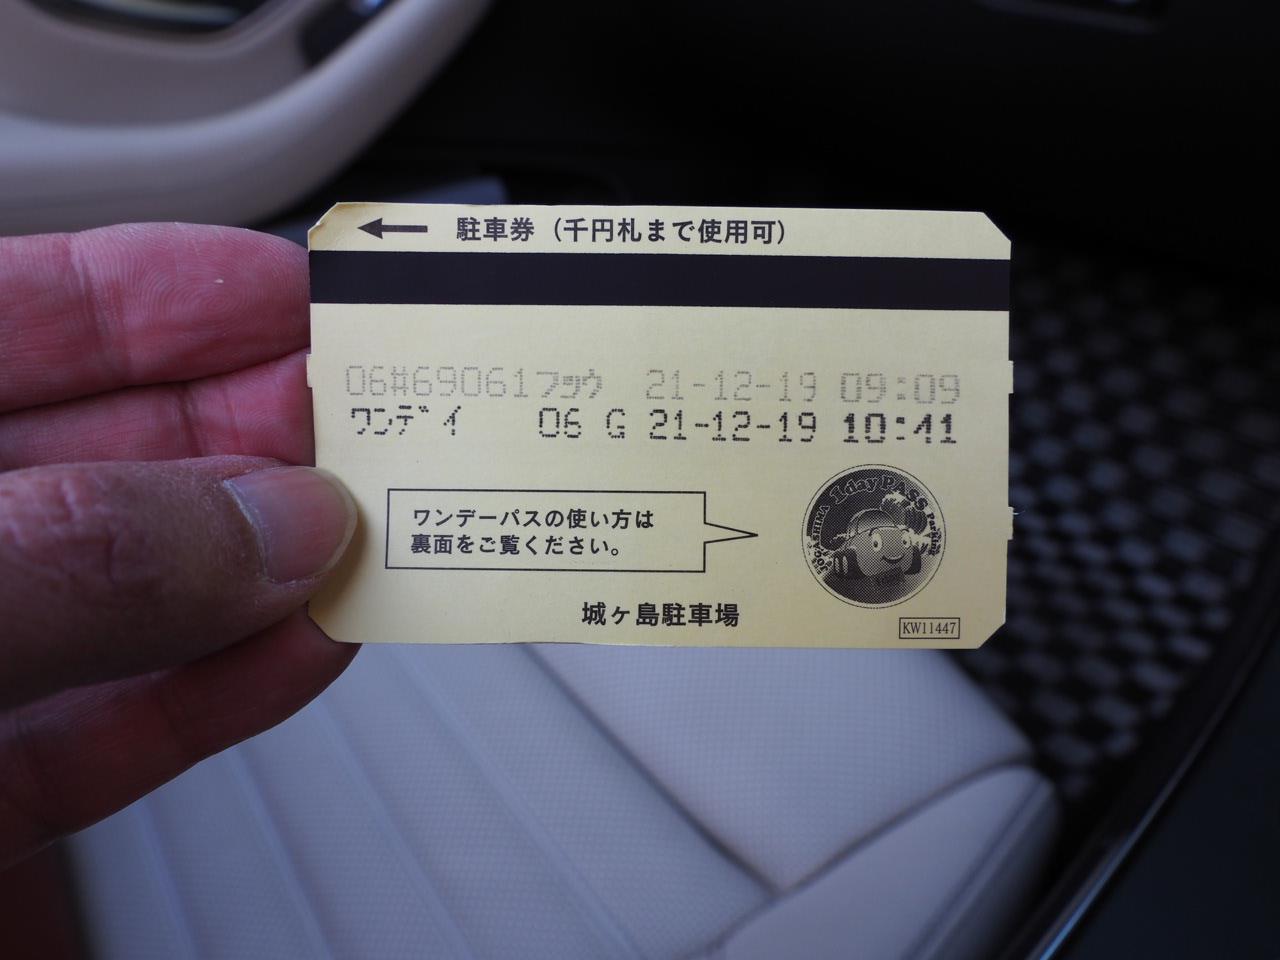 駐車券（千円札まで使用可）
06#69061フツウ 21-12-19 09:09
ワンデイ 06 G 21-12-19 10:41
ワンデーパスの使い方は
裏面をご覧ください。
JOGASHIMA 1day PASS Parking
城ヶ島駐車場
KW11447